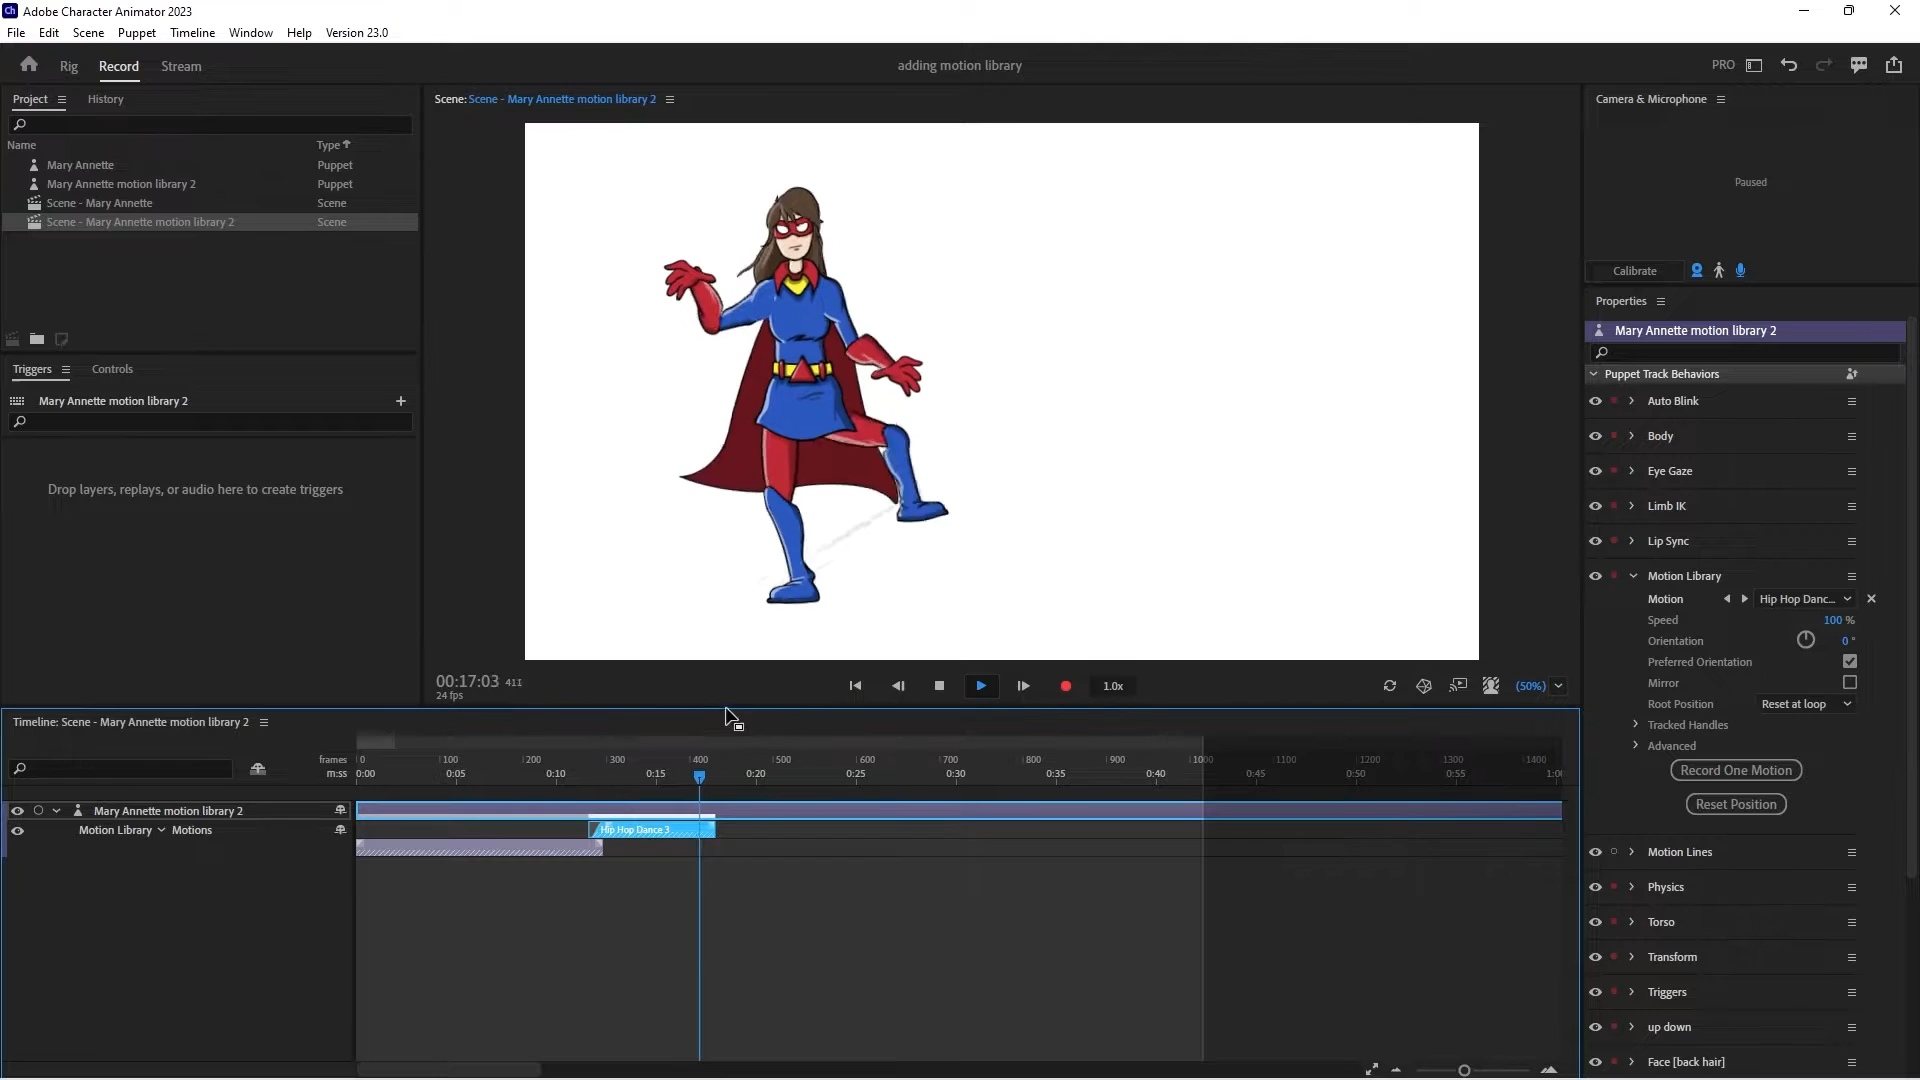 Ch Adobe Character Animator 2023
File Edit Scene Puppet Timeline Window Help Version 23.0
Rig Record Stream
adding motion library
PRO
Project History
Name Type
Mary Annette Puppet
Mary Annette motion library 2 Puppet
Scene - Mary Annette Scene
Scene - Mary Annette motion library 2 Scene
Triggers Controls
Mary Annette motion library 2
Drop layers, replays, or audio here to create triggers
Scene: Scene - Mary Annette motion library 2
00:17:03 411
24 fps
1.0x
(50%)
Camera & Microphone
Paused
Calibrate
Properties
Mary Annette motion library 2
Puppet Track Behaviors
Auto Blink
Body
Eye Gaze
Limb IK
Lip Sync
Motion Library
Motion Hip Hop Danc...
Speed 100 %
Orientation 0 °
Preferred Orientation
Mirror
Root Position Reset at loop
Tracked Handles
Advanced
Record One Motion
Reset Position
Motion Lines
Physics
Torso
Transform
Triggers
up down
Face [back hair]
Timeline: Scene - Mary Annette motion library 2
frames 0 100 200 300 400 500 600 700 800 900 1000 1100 1200 1300 1400
m:ss 0:00 0:05 0:10 0:15 0:20 0:25 0:30 0:35 0:40 0:45 0:50 0:55
Mary Annette motion library 2
Motion Library Motions
Hip Hop Dance 3